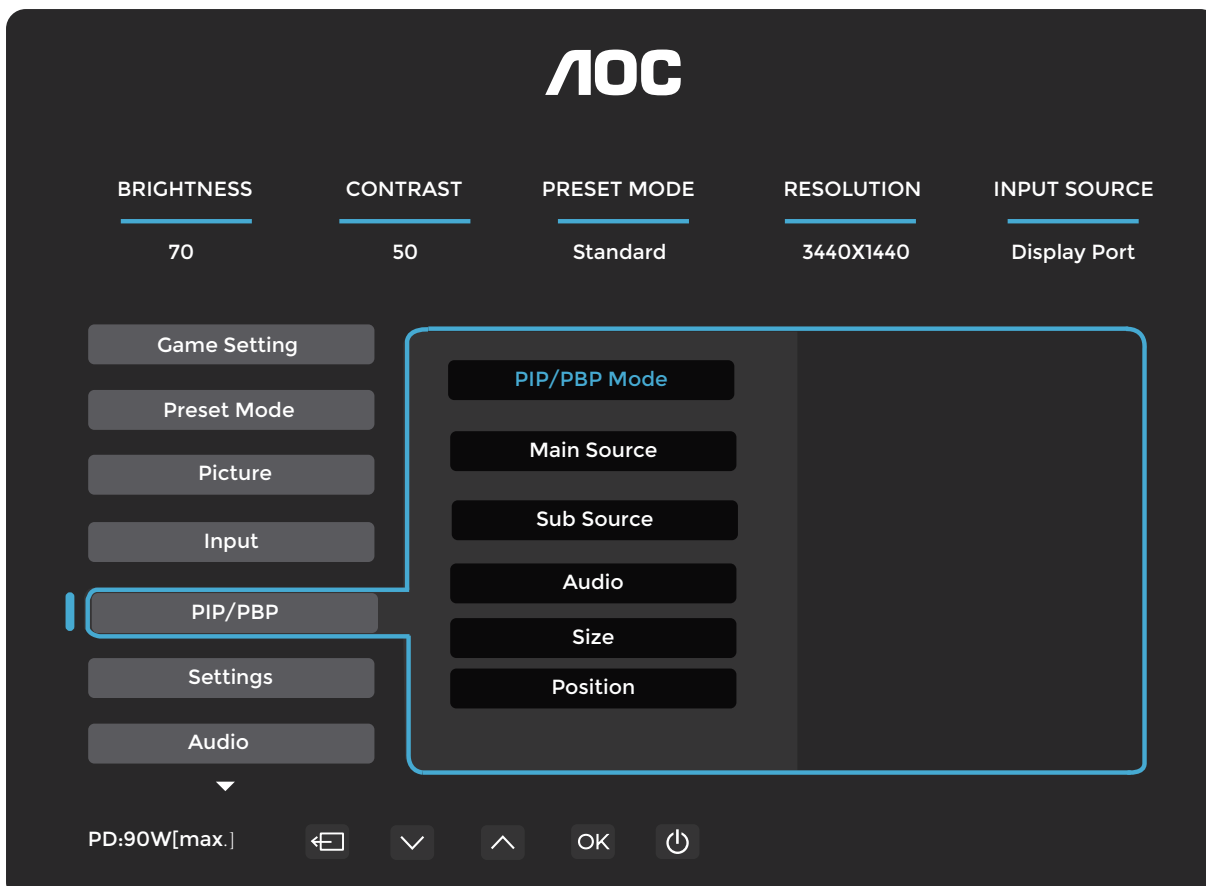 AOC
BRIGHTNESS CONTRAST PRESET MODE RESOLUTION INPUT SOURCE
70 50 Standard 3440X1440 Display Port
Game Setting
Preset Mode
Picture
Input
PIP/PBP
Settings
Audio
PIP/PBP Mode
Main Source
Sub Source
Audio
Size
Position
PD:90W[max.] OK